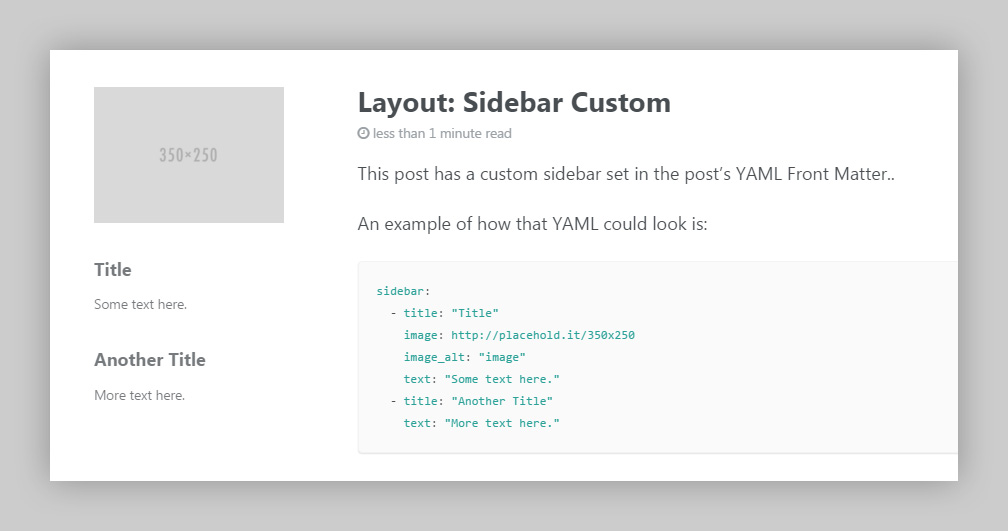 350×250
Title
Some text here.
Another Title
More text here.
Layout: Sidebar Custom
less than 1 minute read
This post has a custom sidebar set in the post’s YAML Front Matter..
An example of how that YAML could look is:
sidebar:
  - title: "Title"
    image: http://placehold.it/350x250
    image_alt: "image"
    text: "Some text here."
  - title: "Another Title"
    text: "More text here."